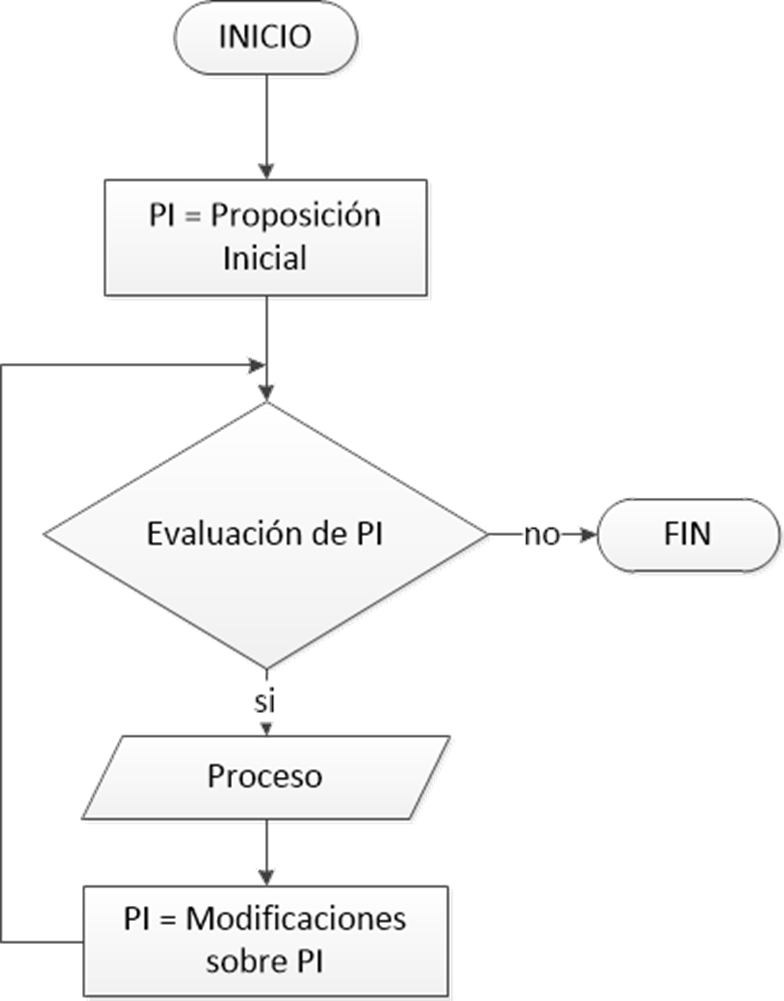 INICIO
PI = Proposición
Inicial
Evaluación de PI
no
FIN
si
Proceso
PI = Modificaciones
sobre PI